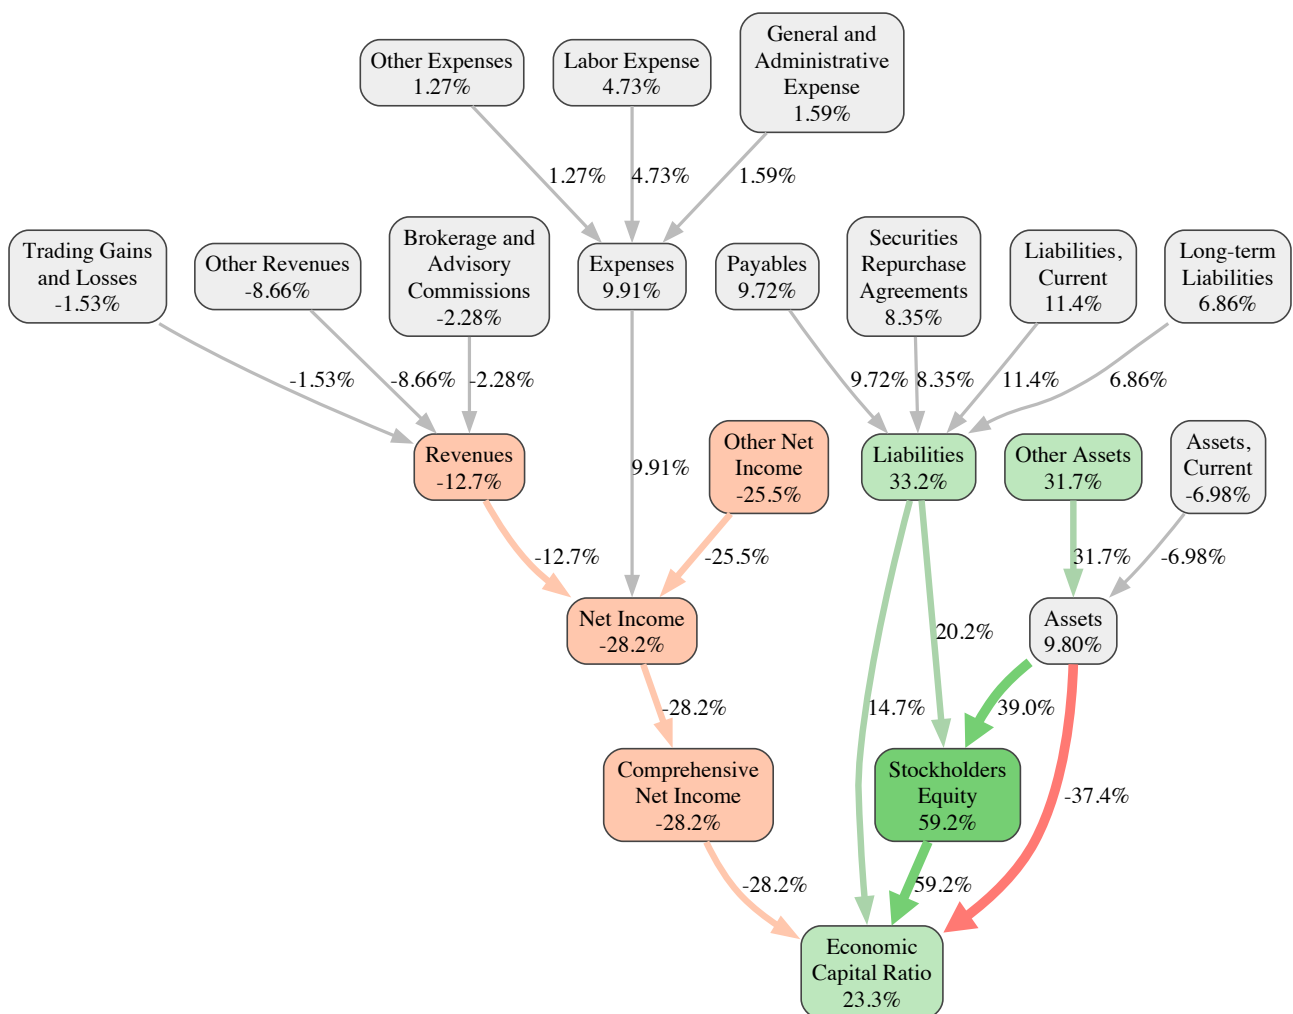 Other Expenses
1.27%
Labor Expense
4.73%
General and
Administrative
Expense
1.59%
1.27%
4.73%
1.59%
Trading Gains
and Losses
-1.53%
Other Revenues
-8.66%
Brokerage and
Advisory
Commissions
-2.28%
Expenses
9.91%
Payables
9.72%
Securities
Repurchase
Agreements
8.35%
Liabilities,
Current
11.4%
Long-term
Liabilities
6.86%
-1.53%
-8.66%
-2.28%
9.72%
8.35%
11.4%
6.86%
Revenues
-12.7%
9.91%
Other Net
Income
-25.5%
Liabilities
33.2%
Other Assets
31.7%
Assets,
Current
-6.98%
-12.7%
-25.5%
31.7%
-6.98%
Net Income
-28.2%
20.2%
Assets
9.80%
-28.2%
14.7%
39.0%
Comprehensive
Net Income
-28.2%
Stockholders
Equity
59.2%
-37.4%
-28.2%
59.2%
Economic
Capital Ratio
23.3%